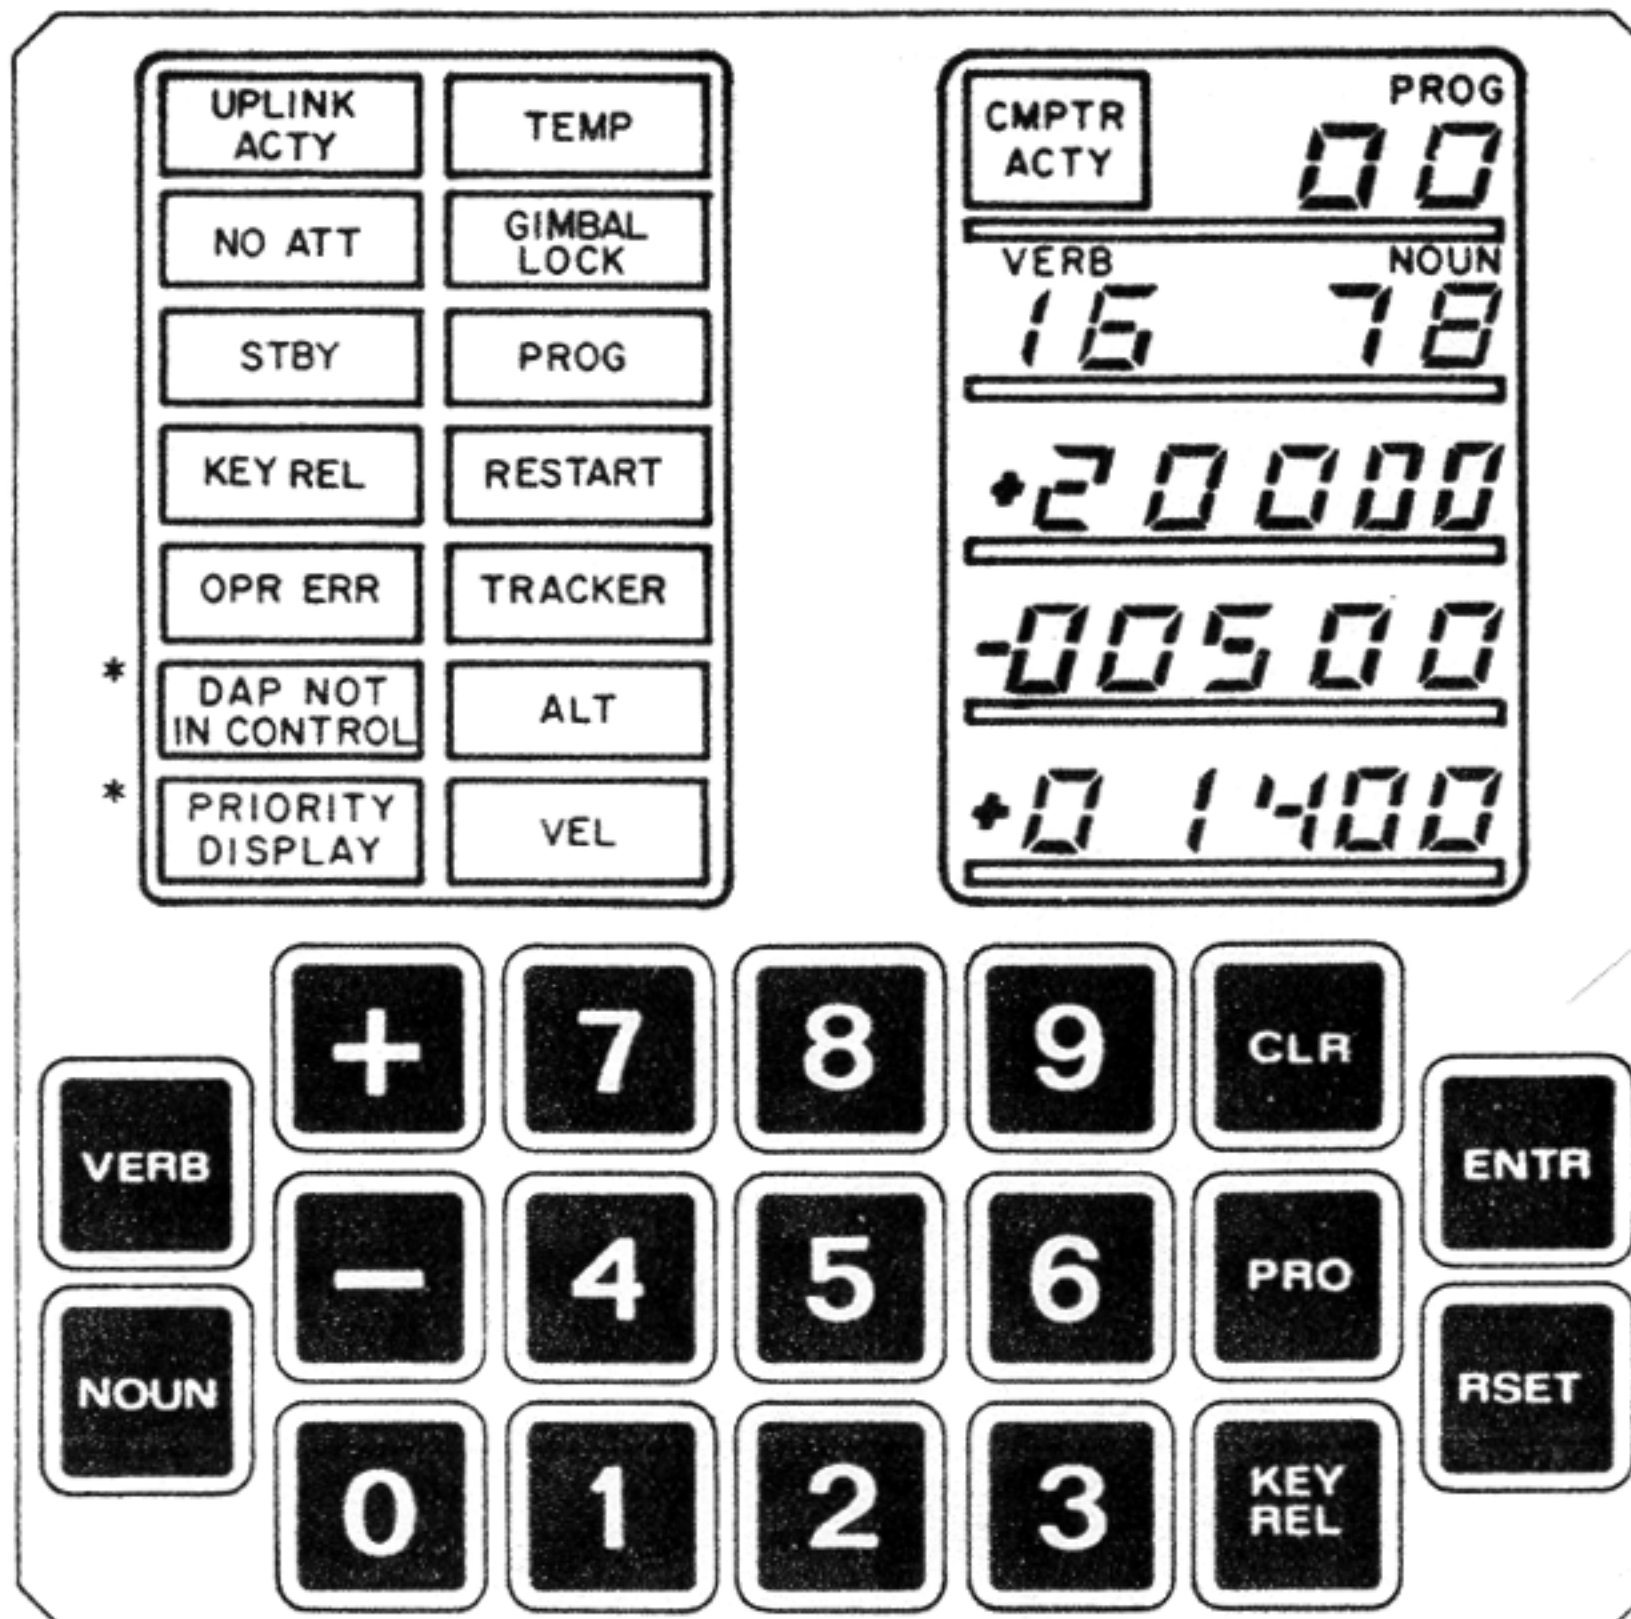 UPLINK
ACTY
TEMP
NO ATT
GIMBAL
LOCK
STBY
PROG
KEY REL
RESTART
OPR ERR
TRACKER
*
DAP NOT
IN CONTROL
ALT
*
PRIORITY
DISPLAY
VEL
CMPTR
ACTY
PROG
00
VERB
NOUN
16
78
+20000
-00500
+01400
+
7
8
9
CLR
VERB
ENTR
-
4
5
6
PRO
NOUN
RSET
0
1
2
3
KEY
REL